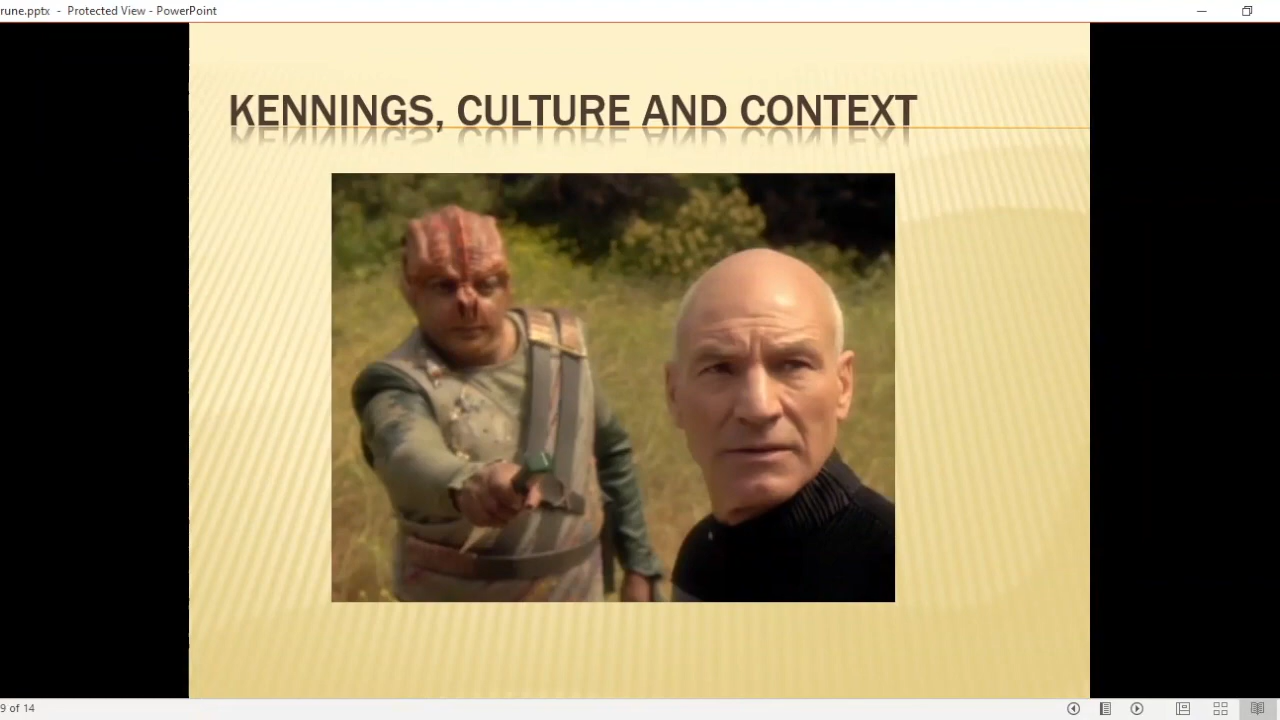 rune.pptx - Protected View - PowerPoint
KENNINGS, CULTURE AND CONTEXT
9 of 14